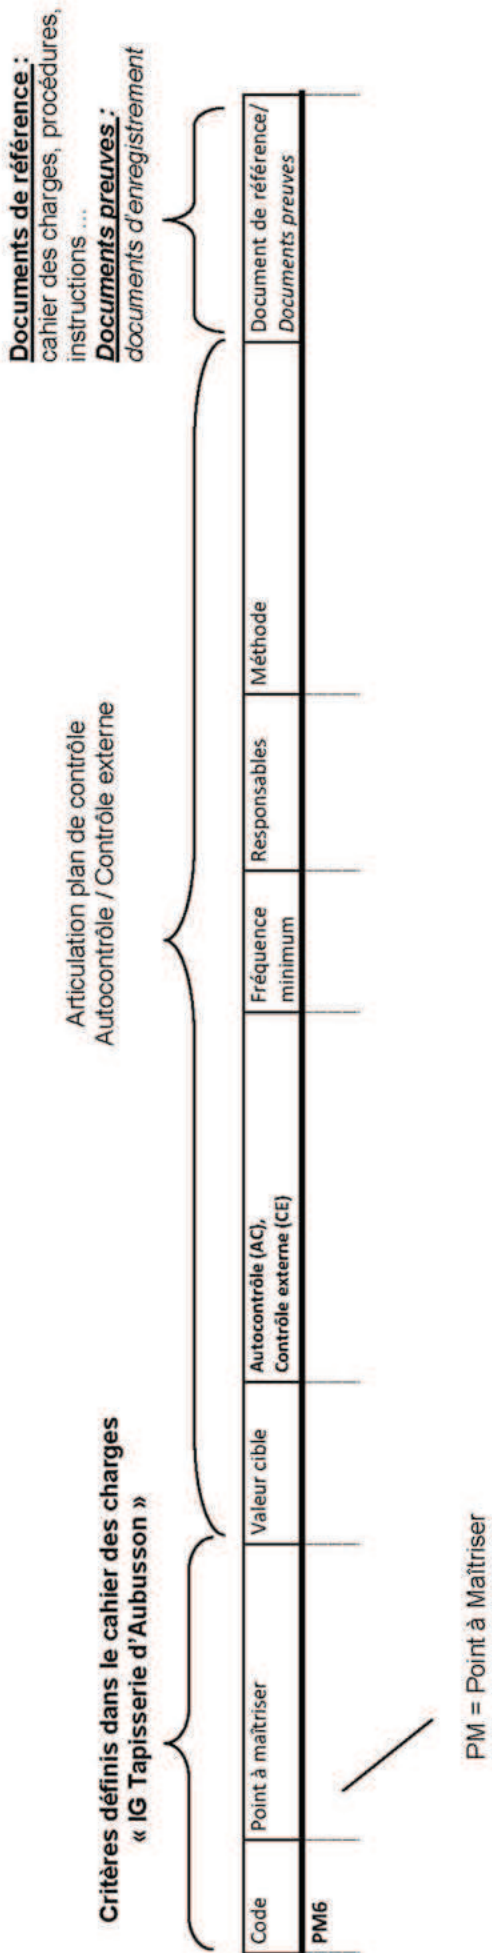 Documents de référence :
cahier des charges, procédures,
instructions ...
Documents preuves :
documents d'enregistrement
Articulation plan de contrôle
Autocontrôle / Contrôle externe
Critères définis dans le cahier des charges
« IG Tapisserie d'Aubusson »
Code
Point à maîtriser
Valeur cible
Autocontrôle (AC),
Contrôle externe (CE)
Fréquence
minimum
Responsables
Méthode
Document de référence/
Documents preuves
PM6
PM = Point à Maîtriser